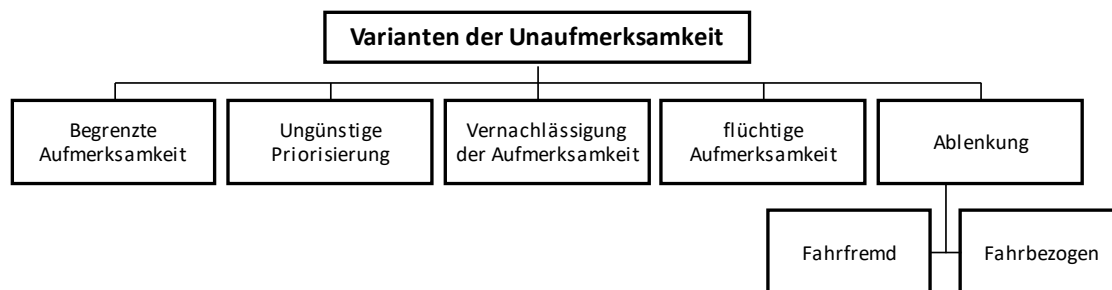 Varianten der Unaufmerksamkeit
Begrenzte
Aufmerksamkeit
Ungünstige
Priorisierung
Vernachlässigung
der Aufmerksamkeit
flüchtige
Aufmerksamkeit
Ablenkung
Fahrfremd
Fahrbezogen